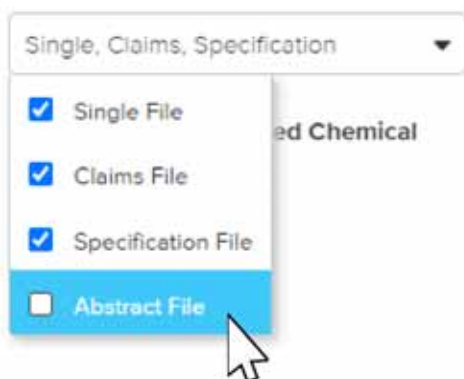 Single, Claims, Specification
Single File
ed Chemical
Claims File
Specification File
Abstract File